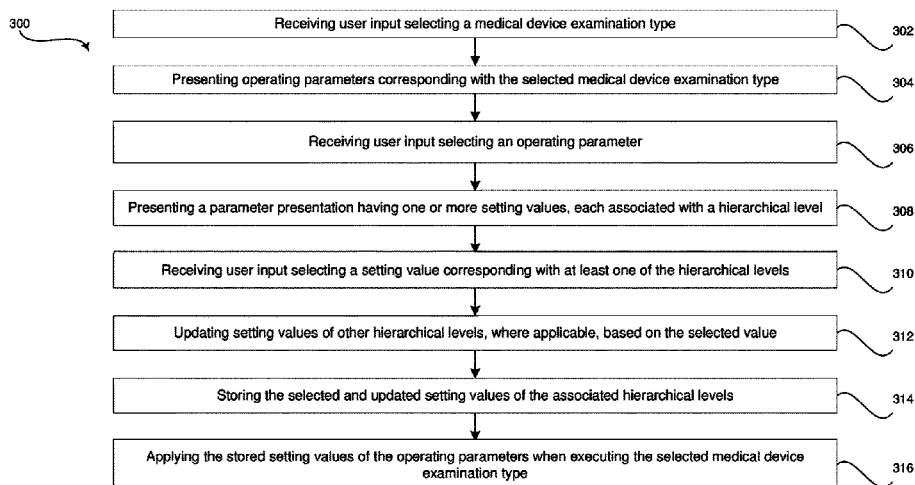 300
Receiving user input selecting a medical device examination type
302
Presenting operating parameters corresponding with the selected medical device examination type
304
Receiving user input selecting an operating parameter
306
Presenting a parameter presentation having one or more setting values, each associated with a hierarchical level
308
Receiving user input selecting a setting value corresponding with at least one of the hierarchical levels
310
Updating setting values of other hierarchical levels, where applicable, based on the selected value
312
Storing the selected and updated setting values of the associated hierarchical levels
314
Applying the stored setting values of the operating parameters when executing the selected medical device
examination type
316